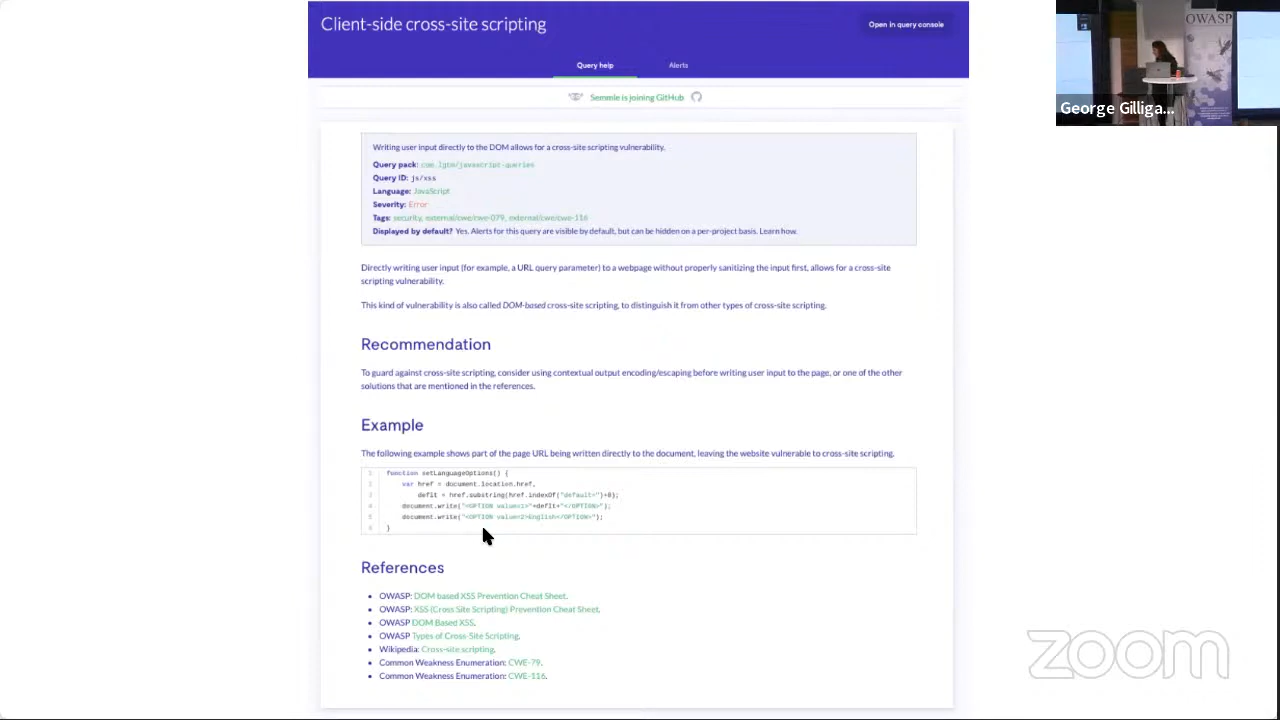 Client-side cross-site scripting
Open in query console
Query help
Alerts
Semmle is joining GitHub
OWASP
George Gilliga...
Writing user input directly to the DOM allows for a cross-site scripting vulnerability.
Query pack: com.lgtm/javascript-queries
Query ID: js/xss
Language: JavaScript
Severity: Error
Tags: security, external/cwe/cwe-079, external/cwe/cwe-116
Displayed by default? Yes. Alerts for this query are visible by default, but can be hidden on a per-project basis. Learn how.
Directly writing user input (for example, a URL query parameter) to a webpage without properly sanitizing the input first, allows for a cross-site
scripting vulnerability.
This kind of vulnerability is also called DOM-based cross-site scripting, to distinguish it from other types of cross-site scripting.
Recommendation
To guard against cross-site scripting, consider using contextual output encoding/escaping before writing user input to the page, or one of the other
solutions that are mentioned in the references.
Example
The following example shows part of the page URL being written directly to the document, leaving the website vulnerable to cross-site scripting.
1 function setLanguageOptions() {
2 var href = document.location.href,
3 deflt = href.substring(href.indexOf("default=")+8);
4 document.write("<OPTION value=1>"+deflt+"</OPTION>");
5 document.write("<OPTION value=2>English</OPTION>");
6 }
References
• OWASP: DOM based XSS Prevention Cheat Sheet.
• OWASP: XSS (Cross Site Scripting) Prevention Cheat Sheet.
• OWASP DOM Based XSS.
• OWASP Types of Cross-Site Scripting.
• Wikipedia: Cross-site scripting.
• Common Weakness Enumeration: CWE-79.
• Common Weakness Enumeration: CWE-116.
zoom